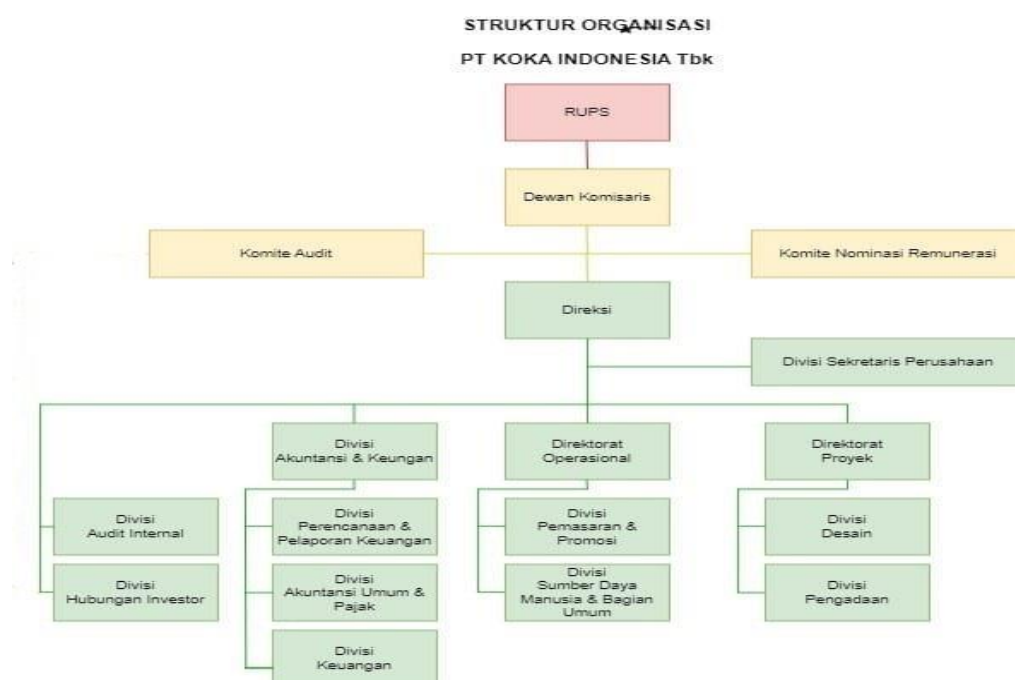 STRUKTUR ORGANISASI
PT KOKA INDONESIA Tbk
RUPS
Dewan Komisaris
Komite Audit
Komite Nominasi Remunerasi
Direksi
Divisi Sekretaris Perusahaan
Divisi
Akuntansi & Keungan
Direktorat
Operasional
Direktorat
Proyek
Divisi
Audit Internal
Divisi
Perencanaan &
Pelaporan Keuangan
Divisi
Pemasaran &
Promosi
Divisi
Desain
Divisi
Hubungan Investor
Divisi
Akuntansi Umum &
Pajak
Divisi
Sumber Daya
Manusia & Bagian
Umum
Divisi
Pengadaan
Divisi
Keuangan